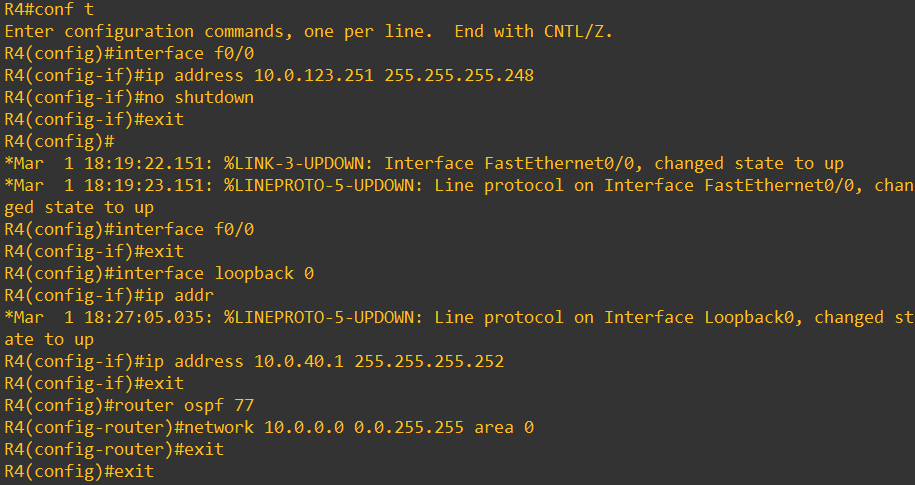 R4#conf t
Enter configuration commands, one per line.  End with CNTL/Z.
R4(config)#interface f0/0
R4(config-if)#ip address 10.0.123.251 255.255.255.248
R4(config-if)#no shutdown
R4(config-if)#exit
R4(config)#
*Mar  1 18:19:22.151: %LINK-3-UPDOWN: Interface FastEthernet0/0, changed state to up
*Mar  1 18:19:23.151: %LINEPROTO-5-UPDOWN: Line protocol on Interface FastEthernet0/0, chan
ged state to up
R4(config)#interface f0/0
R4(config-if)#exit
R4(config)#interface loopback 0
R4(config-if)#ip addr
*Mar  1 18:27:05.035: %LINEPROTO-5-UPDOWN: Line protocol on Interface Loopback0, changed st
ate to up
R4(config-if)#ip address 10.0.40.1 255.255.255.252
R4(config-if)#exit
R4(config)#router ospf 77
R4(config-router)#network 10.0.0.0 0.0.255.255 area 0
R4(config-router)#exit
R4(config)#exit